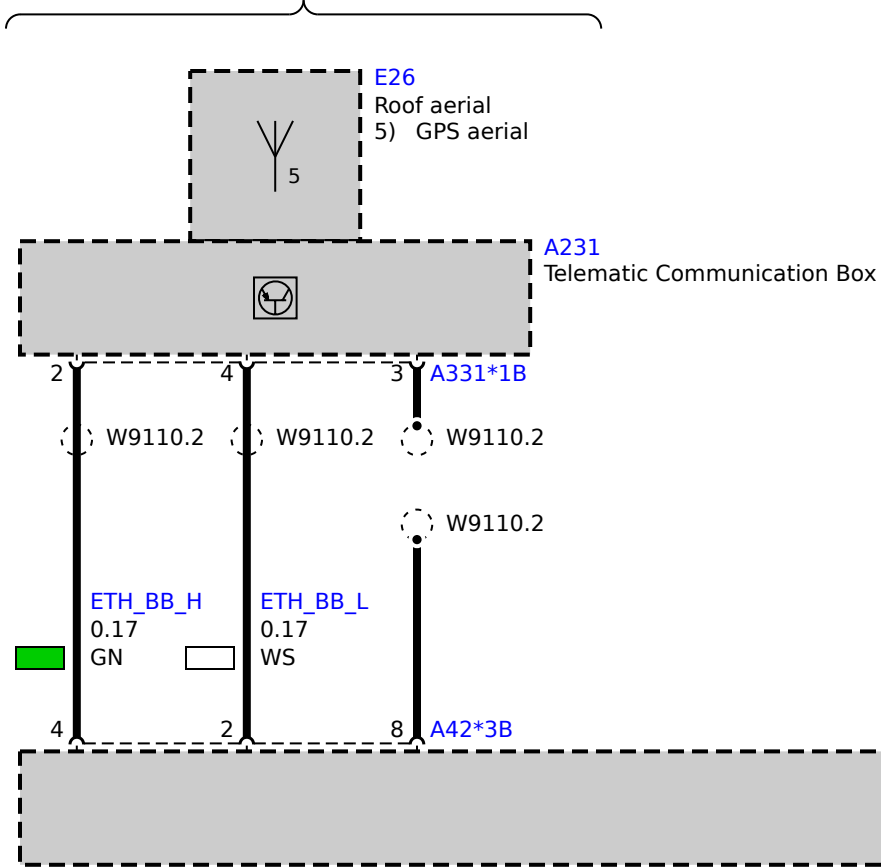 E26
Roof aerial
5) GPS aerial
5
A231
Telematic Communication Box
2 4 3 A331*1B
W9110.2 W9110.2 W9110.2
W9110.2
ETH_BB_H ETH_BB_L
0.17 0.17
GN WS
4 2 8 A42*3B